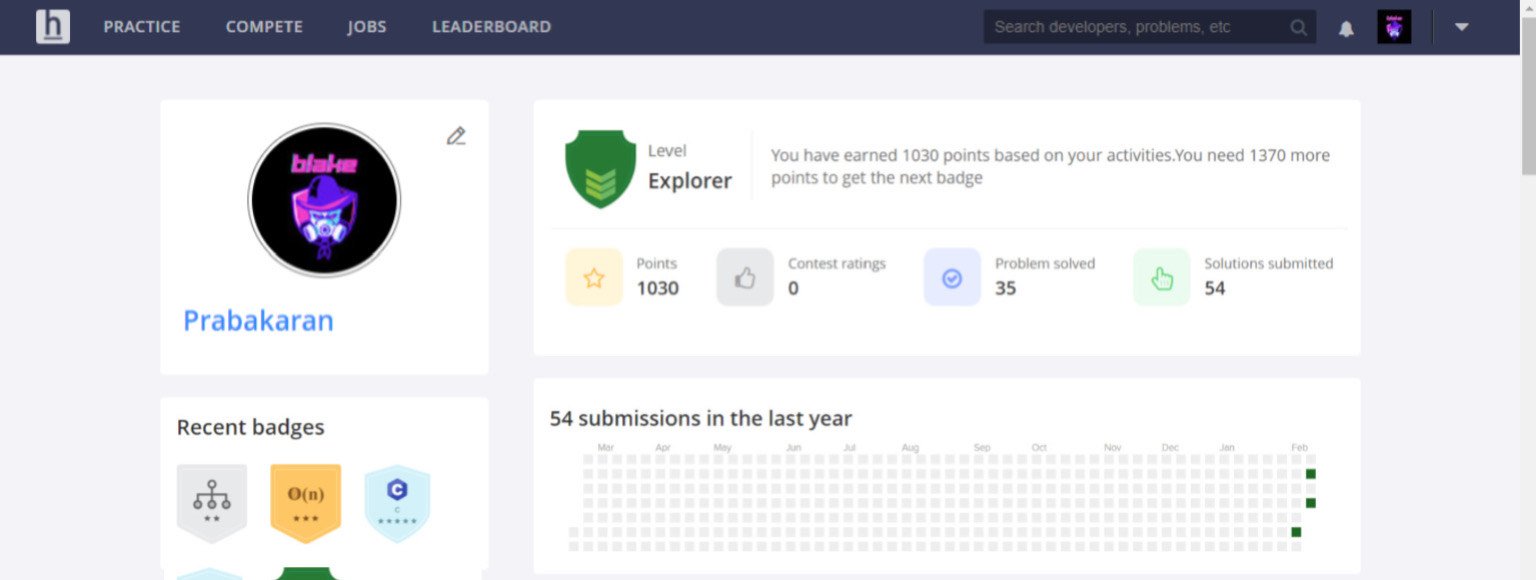 h PRACTICE COMPETE JOBS LEADERBOARD Search developers, problems, etc
blake
Prabakaran
Level
Explorer
You have earned 1030 points based on your activities.You need 1370 more
points to get the next badge
Points
1030
Contest ratings
0
Problem solved
35
Solutions submitted
54
Recent badges
O(n)
C
C
54 submissions in the last year
Mar Apr May Jun Jul Aug Sep Oct Nov Dec Jan Feb